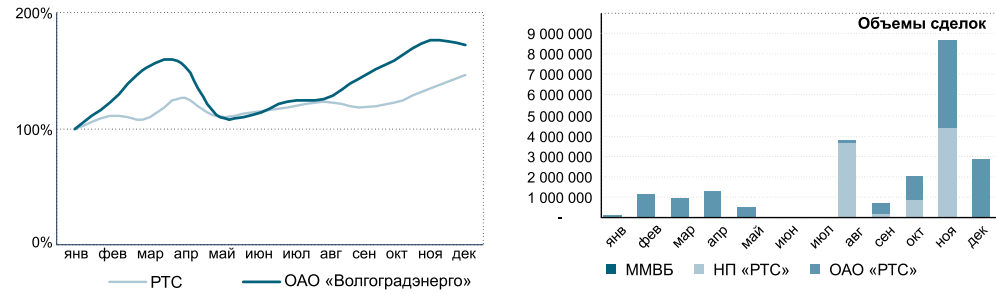 200%
100%
0%
янв фев мар апр май июн июл авг сен окт ноя дек
РТС ОАО «Волгоградэнерго»
Объемы сделок
9 000 000
8 000 000
7 000 000
6 000 000
5 000 000
4 000 000
3 000 000
2 000 000
1 000 000
-
янв фев мар апр май июн июл авг сен окт ноя дек
ММВБ НП «РТС» ОАО «РТС»